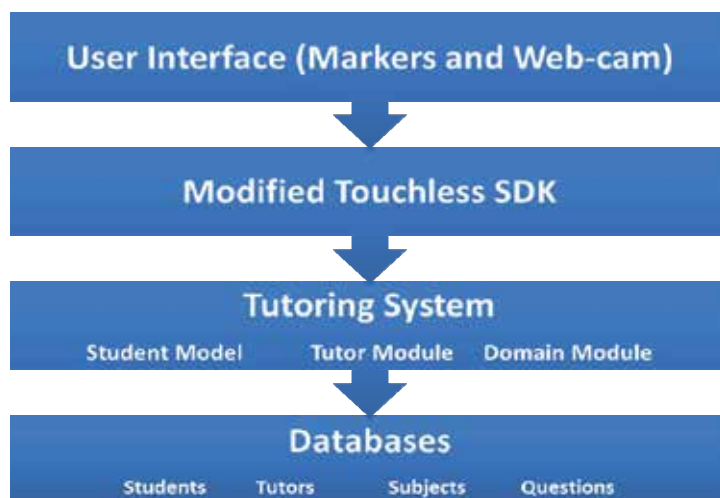 User Interface (Markers and Web-cam)
Modified Touchless SDK
Tutoring System
Student Model Tutor Module Domain Module
Databases
Students Tutors Subjects Questions